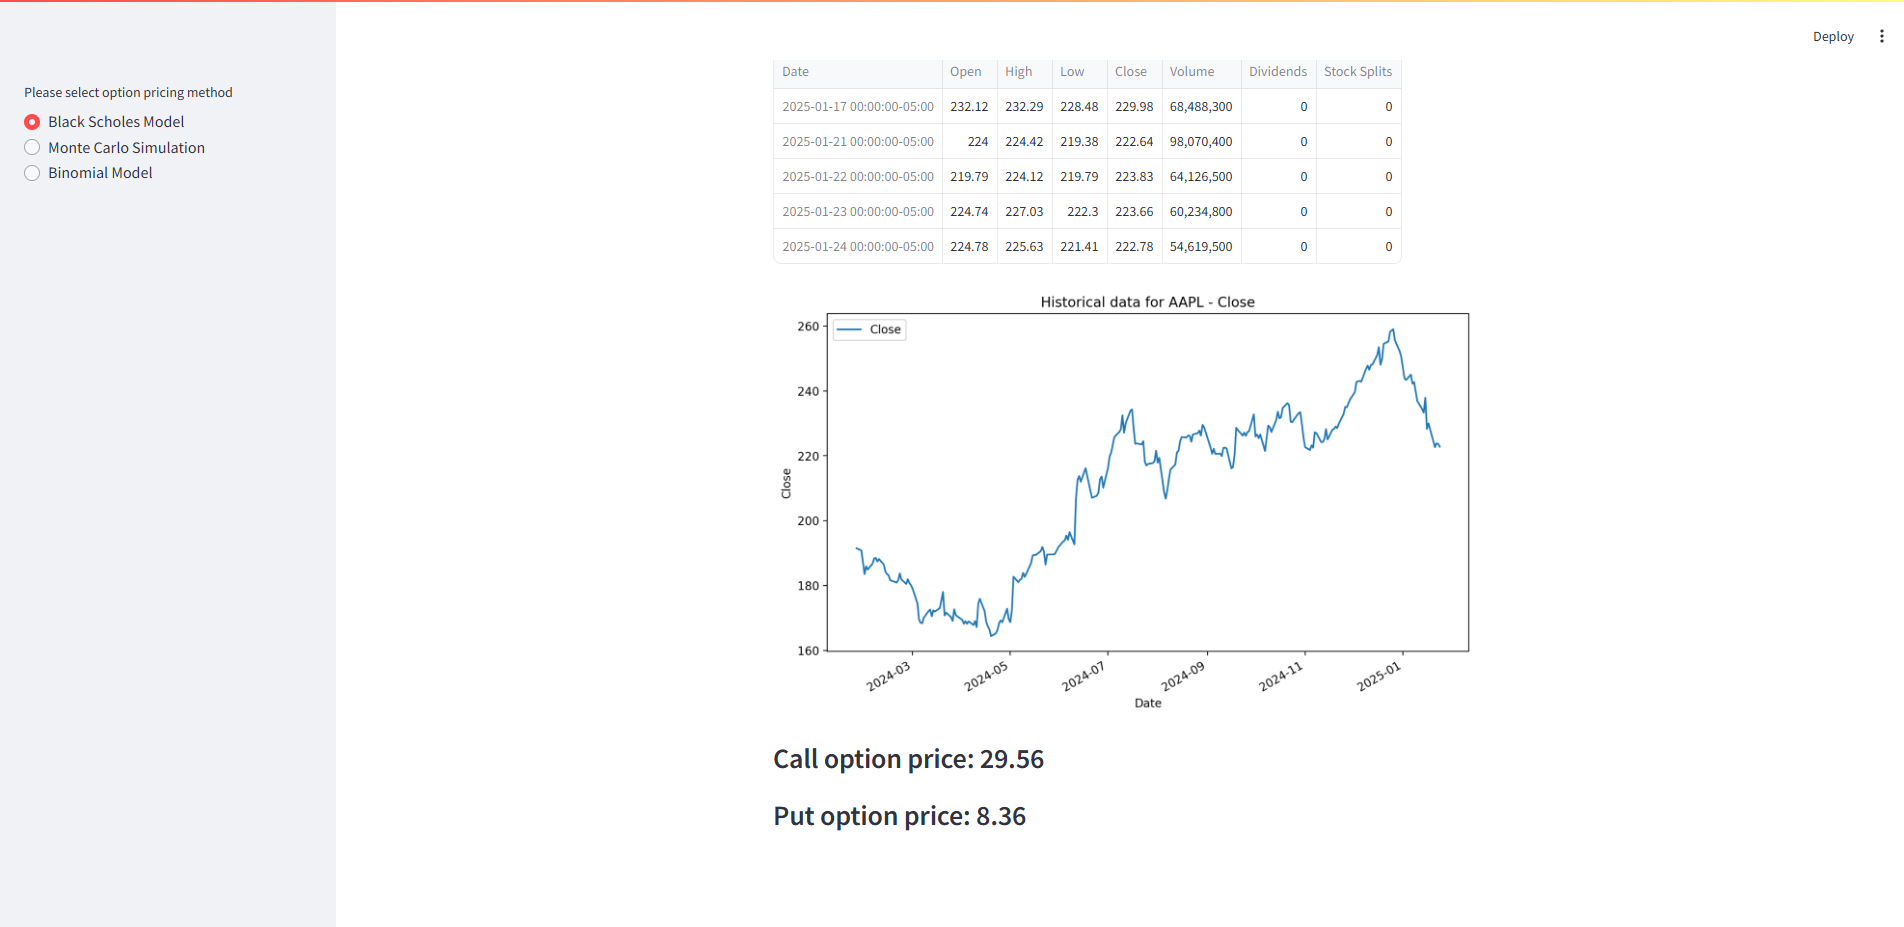 Deploy
Please select option pricing method
Black Scholes Model
Monte Carlo Simulation
Binomial Model
Date Open High Low Close Volume Dividends Stock Splits
2025-01-17 00:00:00-05:00 232.12 232.29 228.48 229.98 68,488,300 0 0
2025-01-21 00:00:00-05:00 224 224.42 219.38 222.64 98,070,400 0 0
2025-01-22 00:00:00-05:00 219.79 224.12 219.79 223.83 64,126,500 0 0
2025-01-23 00:00:00-05:00 224.74 227.03 222.3 223.66 60,234,800 0 0
2025-01-24 00:00:00-05:00 224.78 225.63 221.41 222.78 54,619,500 0 0
Historical data for AAPL - Close
Close
260
240
220
200
180
160
Close
2024-03 2024-05 2024-07 2024-09 2024-11 2025-01
Date
Call option price: 29.56
Put option price: 8.36